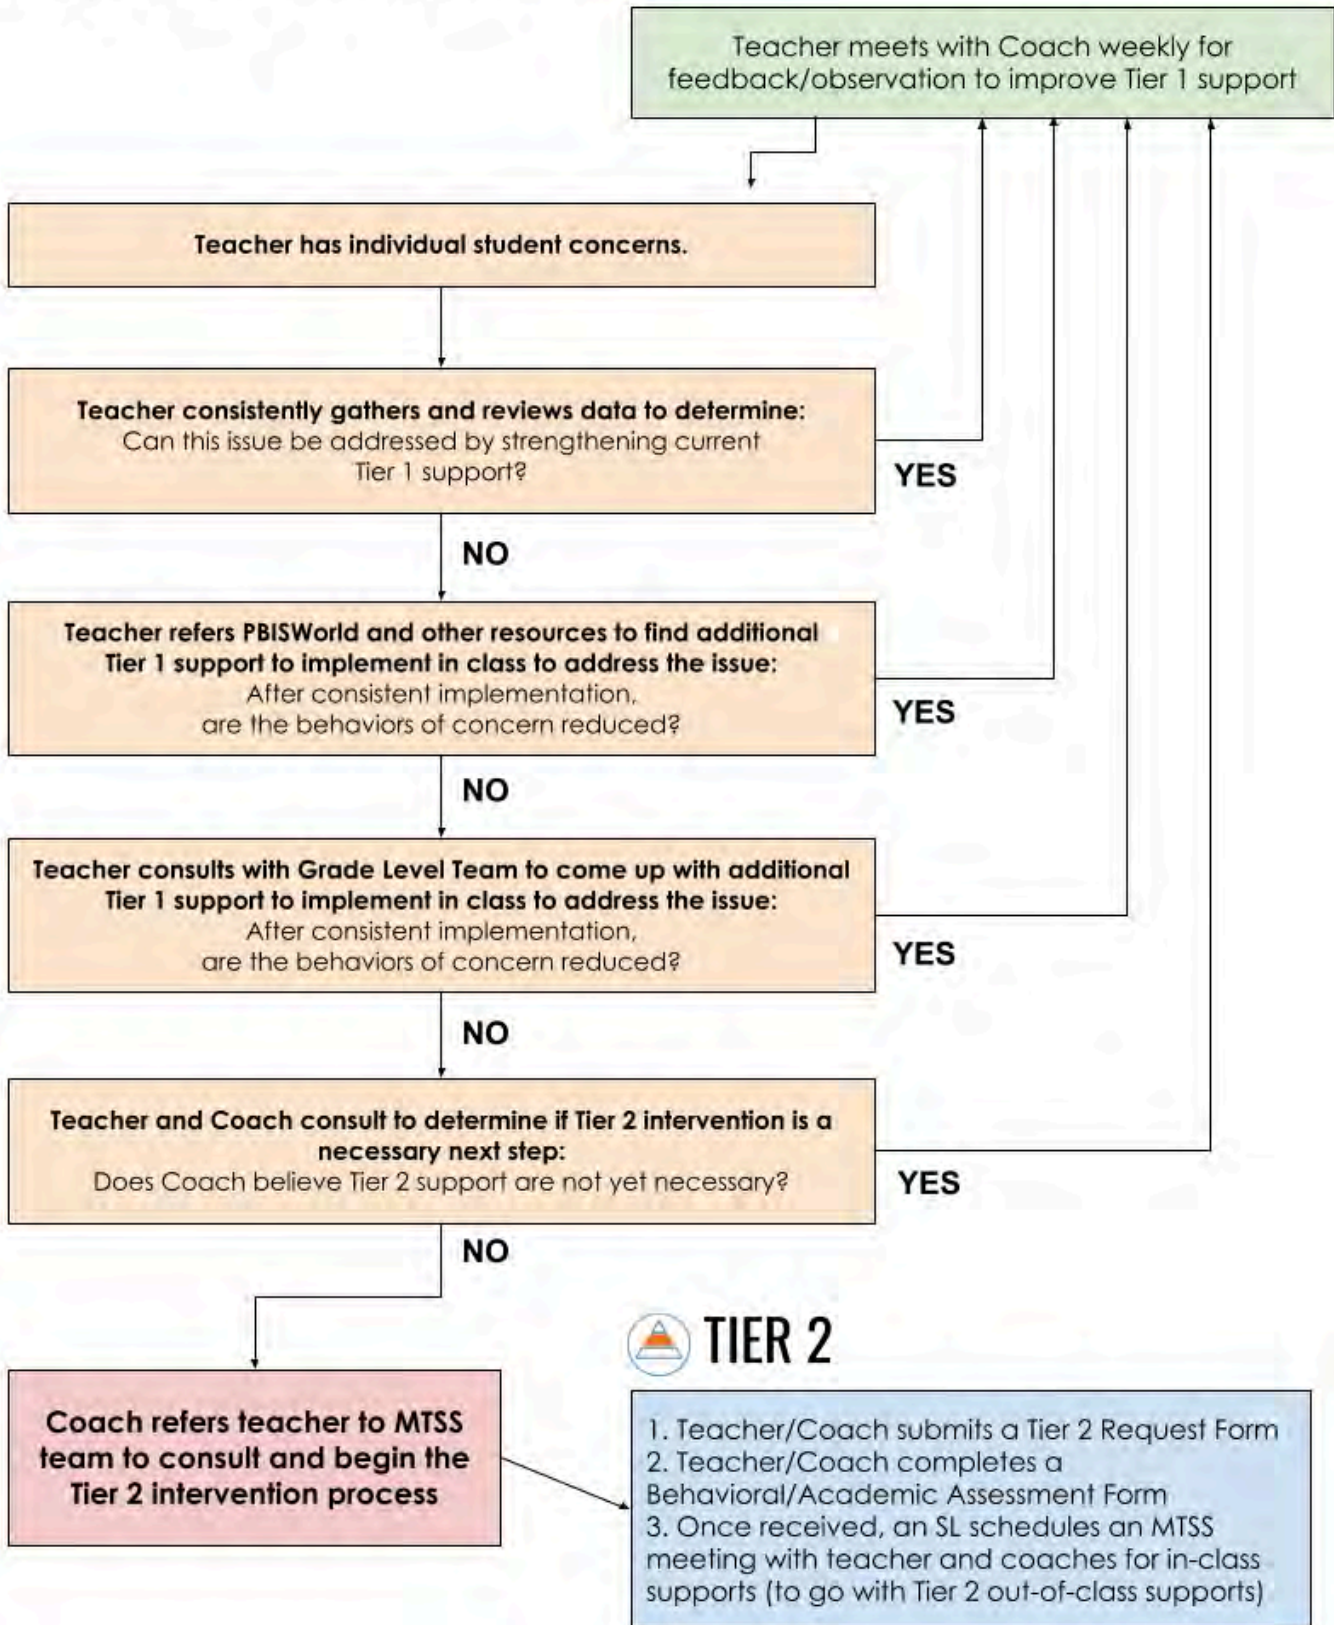 Teacher meets with Coach weekly for
feedback/observation to improve Tier 1 support
Teacher has individual student concerns.
Teacher consistently gathers and reviews data to determine:
Can this issue be addressed by strengthening current
Tier 1 support?
YES
NO
Teacher refers PBISWorld and other resources to find additional
Tier 1 support to implement in class to address the issue:
After consistent implementation,
are the behaviors of concern reduced?
YES
NO
Teacher consults with Grade Level Team to come up with additional
Tier 1 support to implement in class to address the issue:
After consistent implementation,
are the behaviors of concern reduced?
YES
NO
Teacher and Coach consult to determine if Tier 2 intervention is a
necessary next step:
Does Coach believe Tier 2 support are not yet necessary?
YES
NO
Coach refers teacher to MTSS
team to consult and begin the
Tier 2 intervention process
TIER 2
1. Teacher/Coach submits a Tier 2 Request Form
2. Teacher/Coach completes a
Behavioral/Academic Assessment Form
3. Once received, an SL schedules an MTSS
meeting with teacher and coaches for in-class
supports (to go with Tier 2 out-of-class supports)